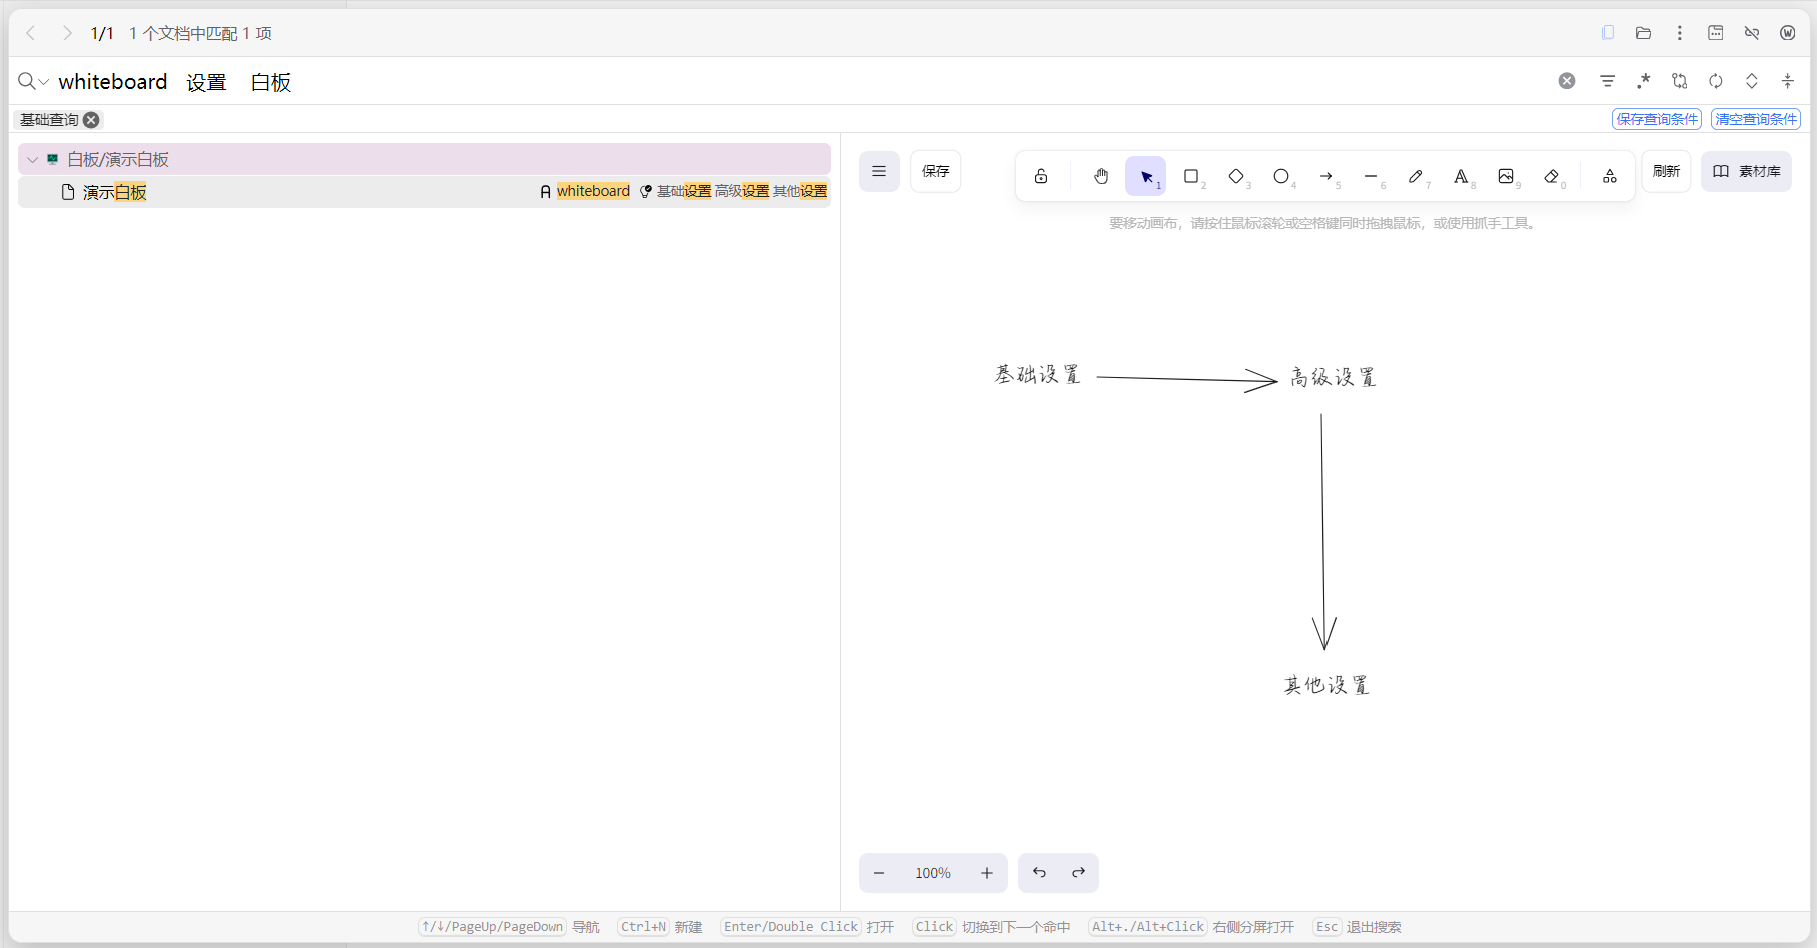 1/1 1 个文档中匹配 1 项
whiteboard 设置 白板
基础查询 保存查询条件 清空查询条件
白板/演示白板
演示白板 whiteboard 基础设置 高级设置 其他设置
保存 1 2 3 4 5 6 7 8 9 0 刷新 素材库
要移动画布，请按住鼠标滚轮或空格键同时拖拽鼠标，或使用抓手工具。
基础设置 高级设置
其他设置
100%
↑/↓/PageUp/PageDown 导航 Ctrl+N 新建 Enter/Double Click 打开 Click 切换到下一个命中 Alt+./Alt+Click 右侧分屏打开 Esc 退出搜索